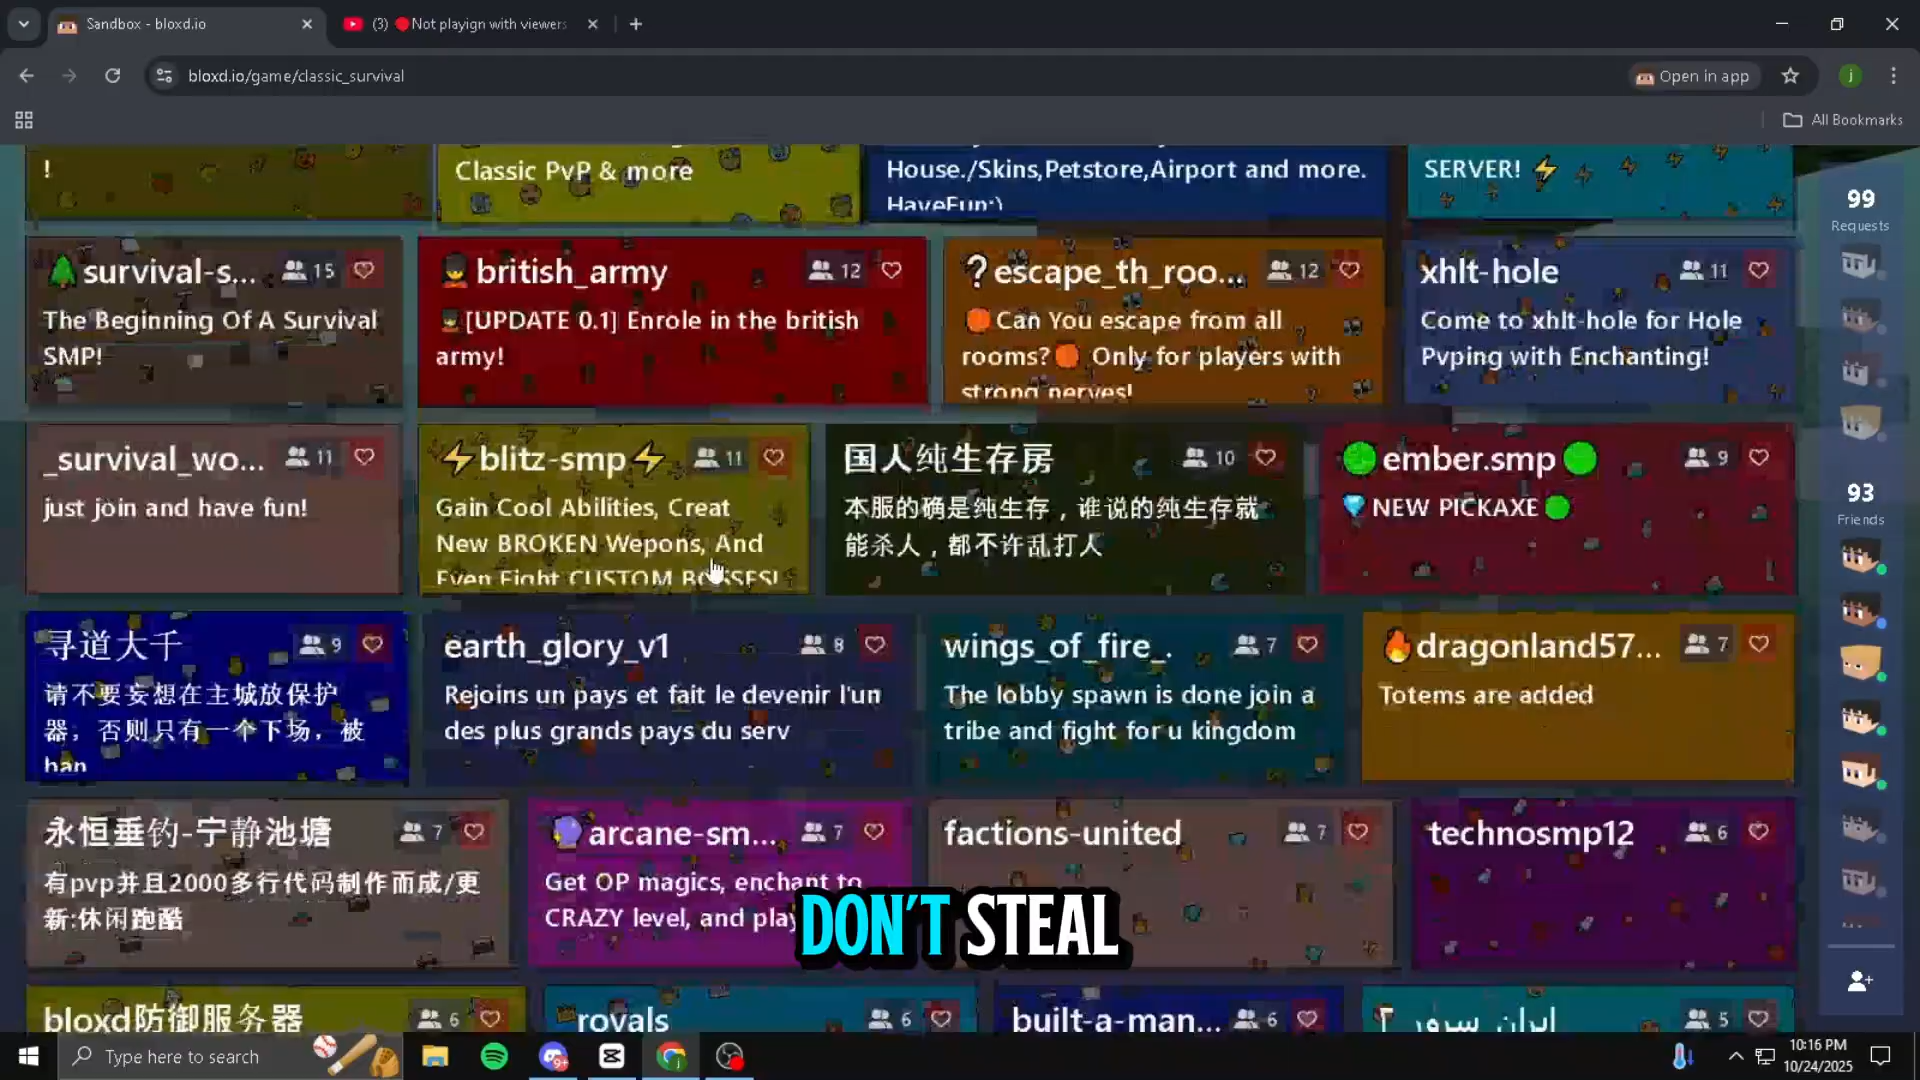 Sandbox - bloxd.io
(3) Not playign with viewers
bloxd.io/game/classic_survival
Open in app
j
All Bookmarks
!
Classic PvP & more
House./Skins,Petstore,Airport and more.
HaveFun:)
SERVER!
99
Requests
survival-s... 15
The Beginning Of A Survival
SMP!
british_army 12
[UPDATE 0.1] Enrole in the british
army!
?escape_th_roo... 12
Can You escape from all
rooms? Only for players with
strong nerves!
xhlt-hole 11
Come to xhlt-hole for Hole
Pvping with Enchanting!
_survival_wo... 11
just join and have fun!
blitz-smp 11
Gain Cool Abilities, Creat
New BROKEN Wepons, And
Even Fight CUSTOM BOSSES!
国人纯生存房 10
本服的确是纯生存，谁说的纯生存就
能杀人，都不许乱打人
ember.smp 9
NEW PICKAXE
93
Friends
寻道大千 9
请不要妄想在主城放保护
器；否则只有一个下场，被
ban
earth_glory_v1 8
Rejoins un pays et fait le devenir l'un
des plus grands pays du serv
wings_of_fire_. 7
The lobby spawn is done join a
tribe and fight for u kingdom
dragonland57... 7
Totems are added
永恒垂钓-宁静池塘 7
有pvp并且2000多行代码制作而成/更
新:休闲跑酷
arcane-sm... 7
Get OP magics, enchant to
CRAZY level, and play
factions-united 7
technosmp12 6
DON'T STEAL
bloxd防御服务器 6
royals 6
built-a-man... 6
ایران سرور ۲ 5
Type here to search
9+
10:16 PM
10/24/2025